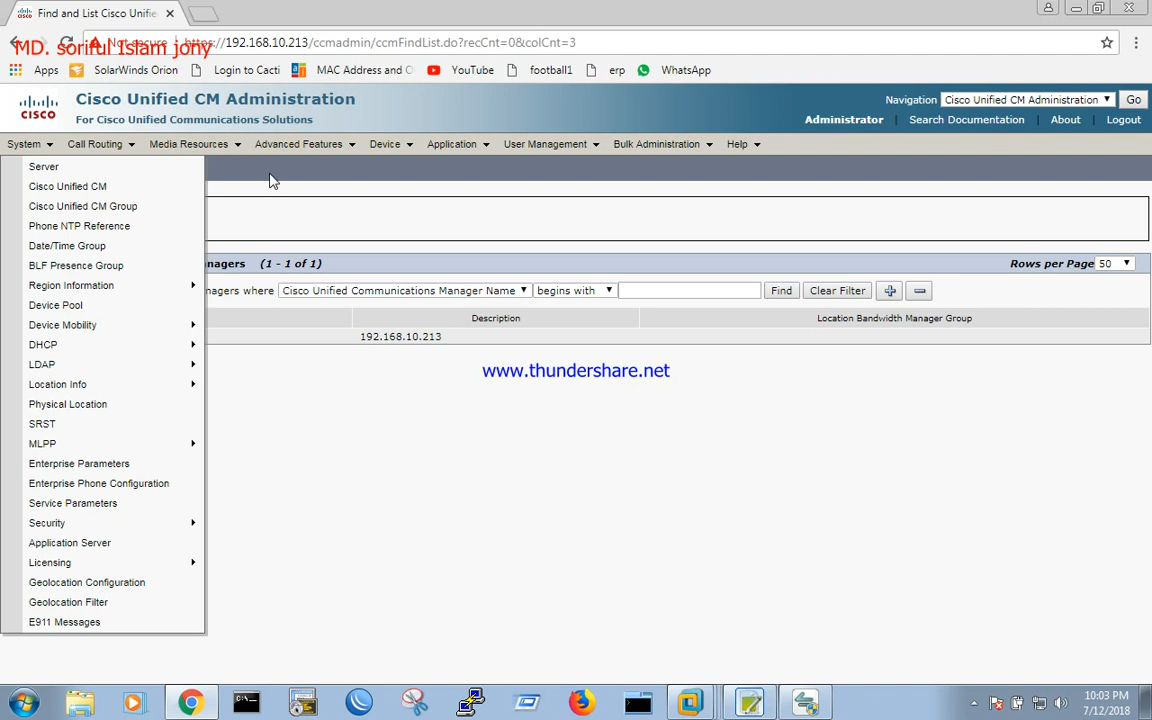 Find and List Cisco Unifie
MD. soriful Islam jony
Not secure
https://192.168.10.213/ccmadmin/ccmFindList.do?recCnt=0&colCnt=3
Apps SolarWinds Orion Login to Cacti MAC Address and O YouTube football1 erp WhatsApp
CISCO
Cisco Unified CM Administration
For Cisco Unified Communications Solutions
Navigation Cisco Unified CM Administration Go
Administrator Search Documentation About Logout
System Call Routing Media Resources Advanced Features Device Application User Management Bulk Administration Help
Server
Cisco Unified CM
Cisco Unified CM Group
Phone NTP Reference
Date/Time Group
BLF Presence Group
Region Information
Device Pool
Device Mobility
DHCP
LDAP
Location Info
Physical Location
SRST
MLPP
Enterprise Parameters
Enterprise Phone Configuration
Service Parameters
Security
Application Server
Licensing
Geolocation Configuration
Geolocation Filter
E911 Messages
nagers (1 - 1 of 1) Rows per Page 50
nagers where Cisco Unified Communications Manager Name begins with Find Clear Filter
Description Location Bandwidth Manager Group
192.168.10.213
www.thundershare.net
10:03 PM
7/12/2018